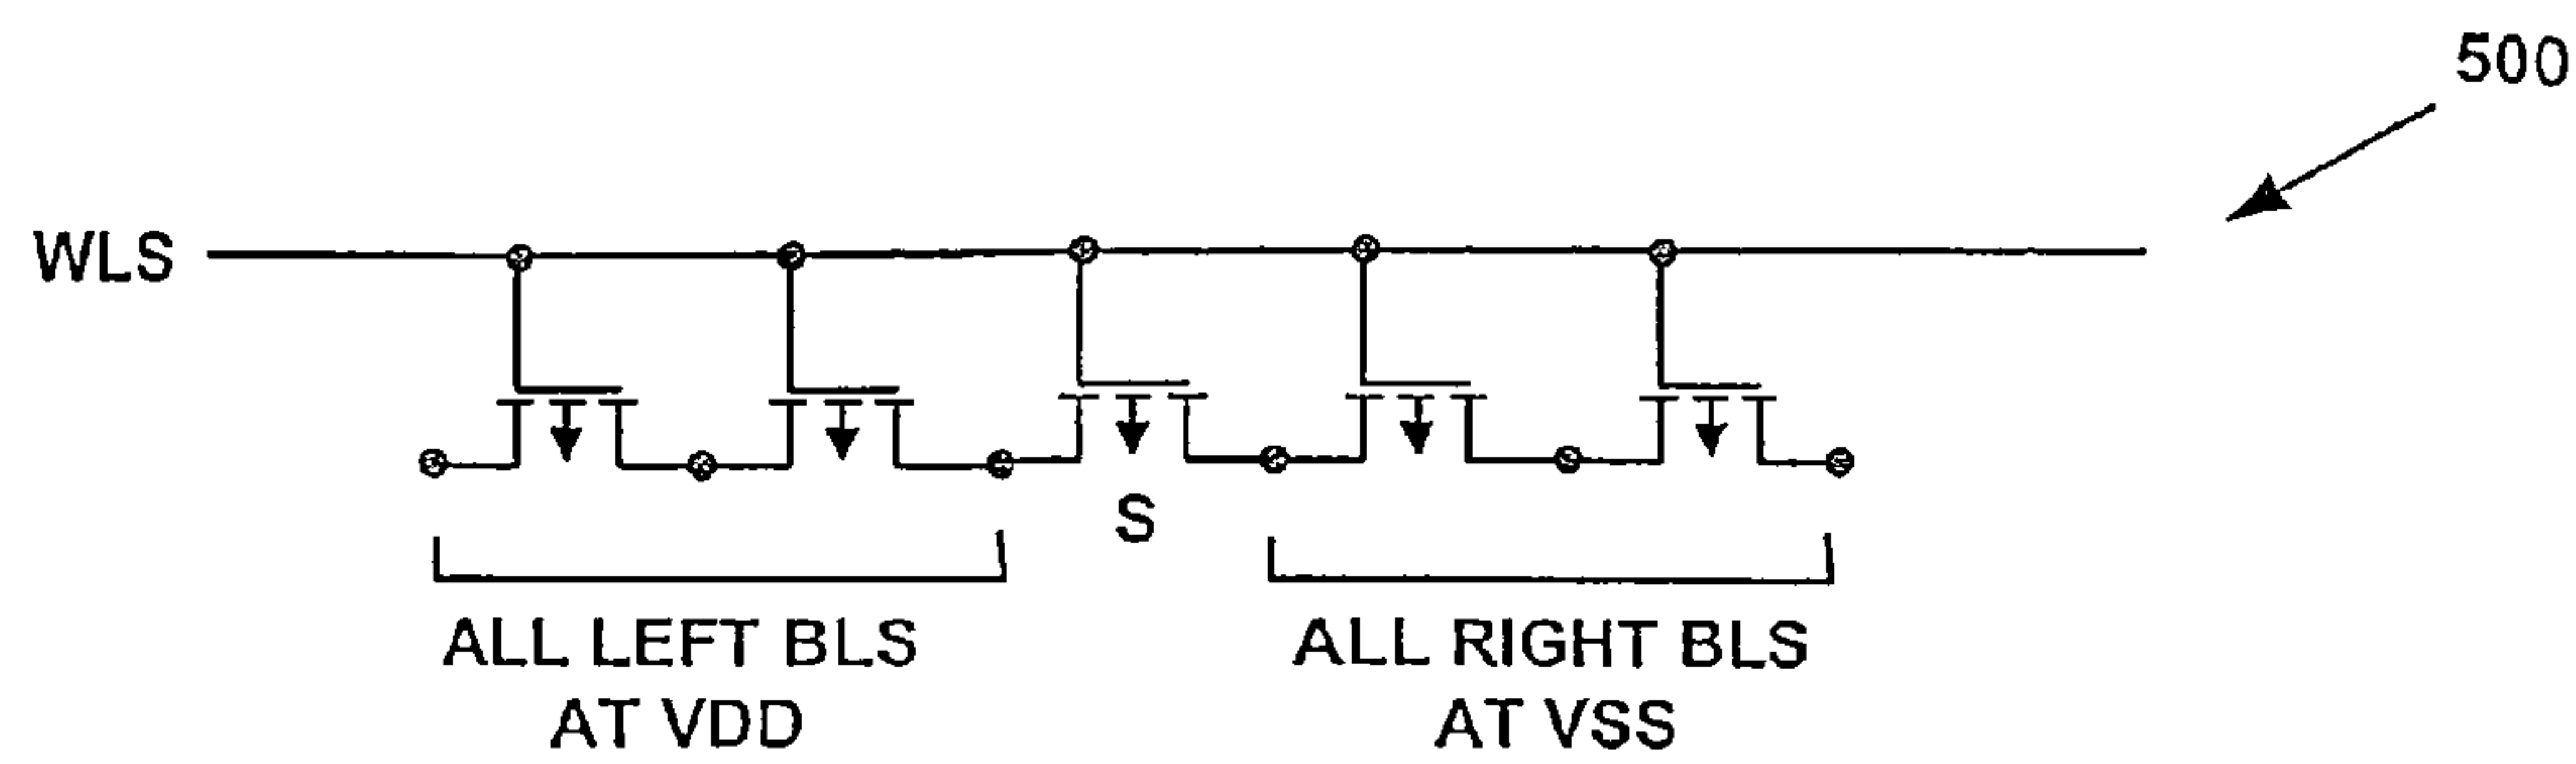 500
WLS
S
ALL LEFT BLS
AT VDD
ALL RIGHT BLS
AT VSS